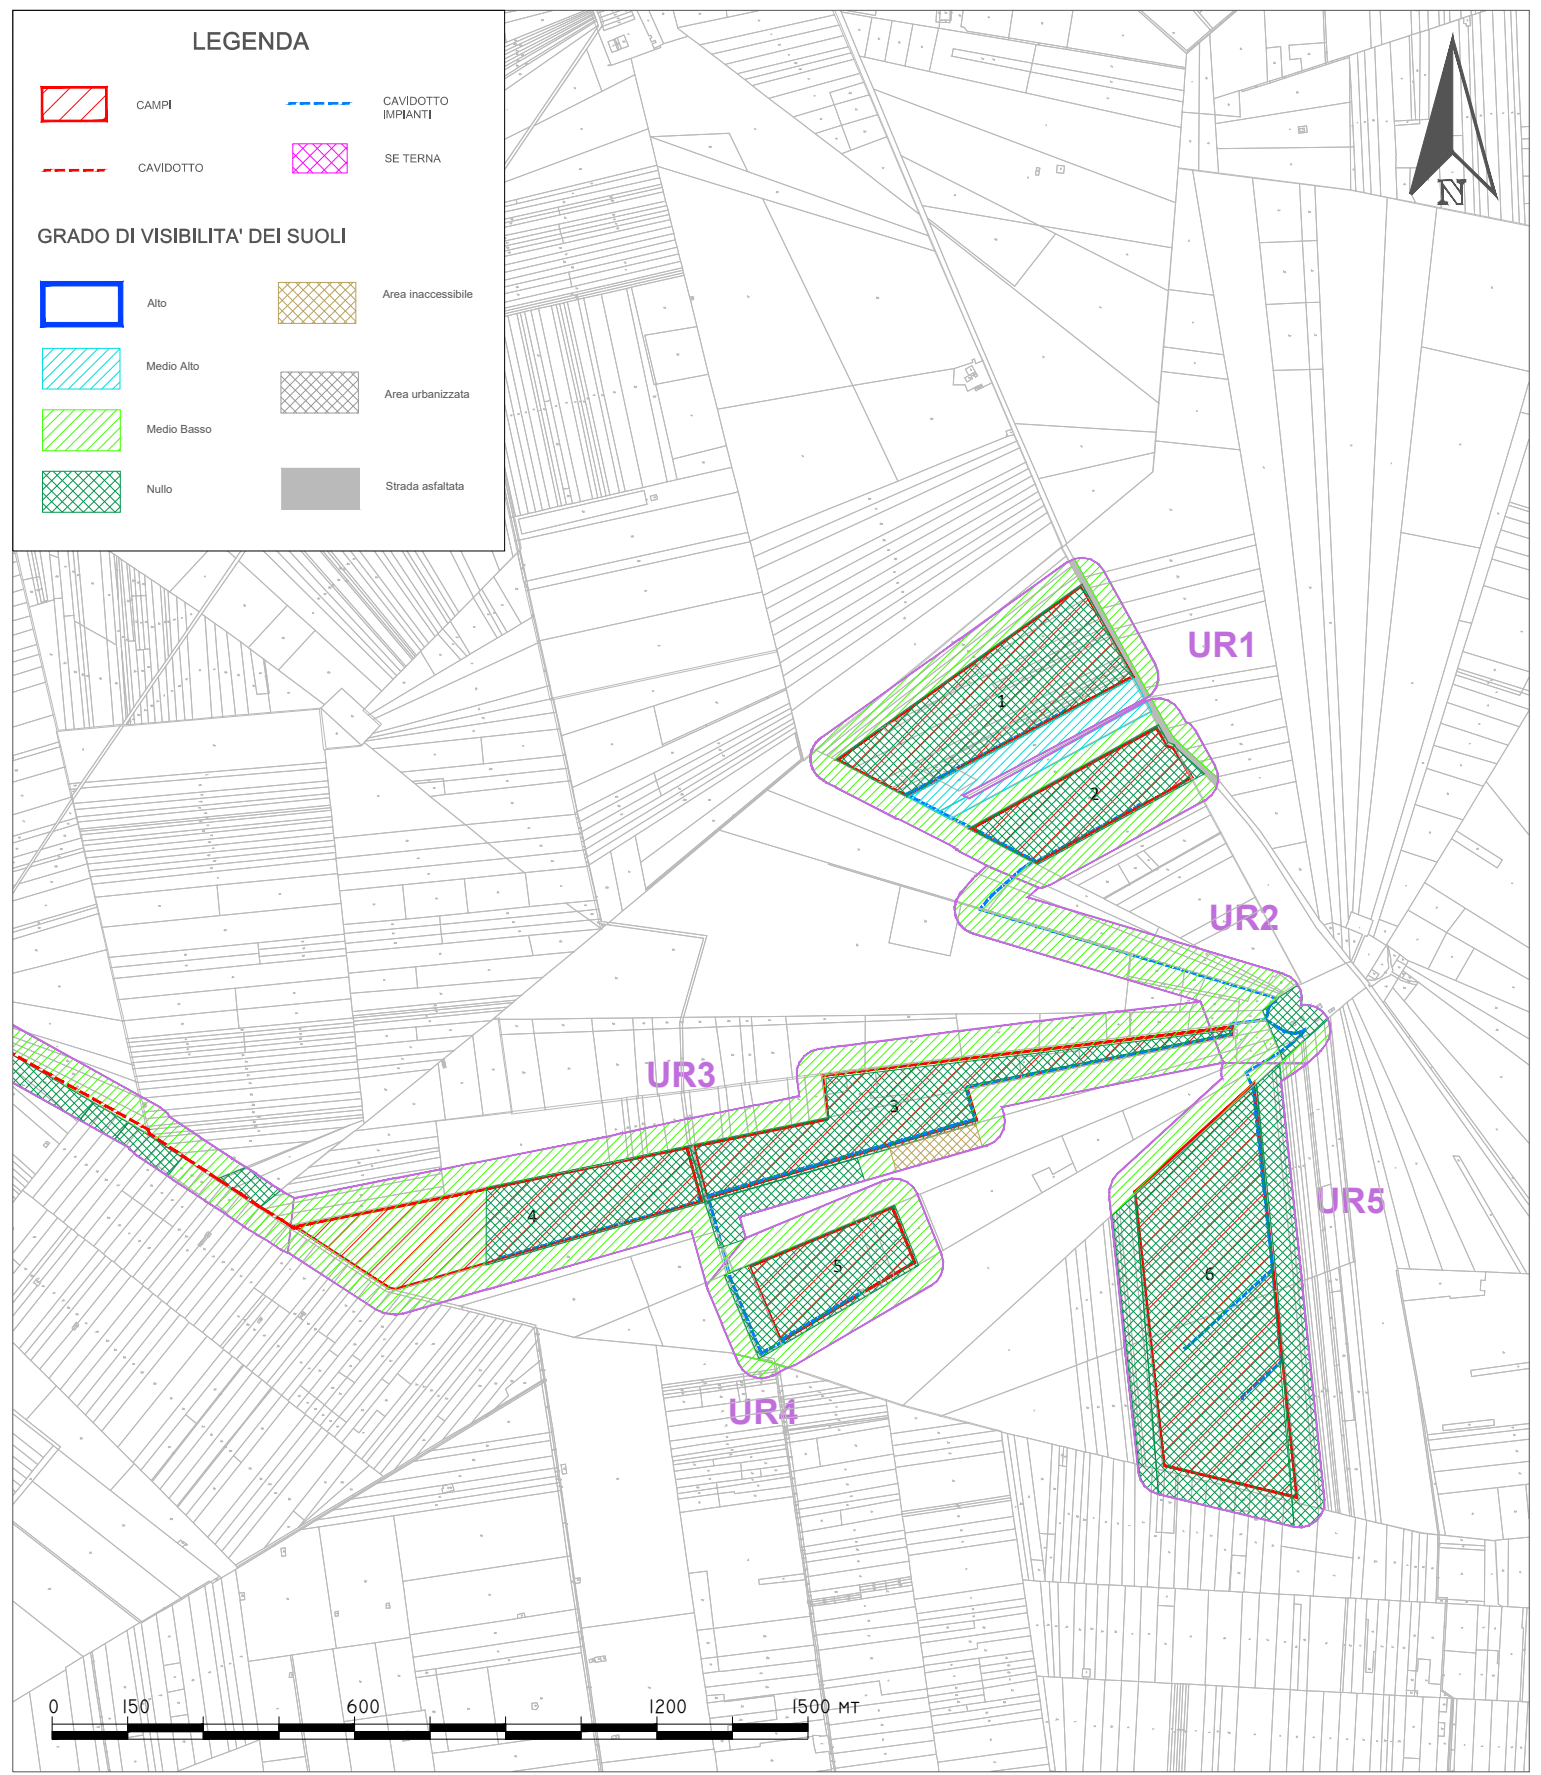 LEGENDA
CAMPI
CAVIDOTTO
IMPIANTI
CAVIDOTTO
SE TERNA
GRADO DI VISIBILITA' DEI SUOLI
Alto
Area inaccessibile
Medio Alto
Area urbanizzata
Medio Basso
Nullo
Strada asfaltata
N
UR1
1
2
UR2
UR3
3
4
UR5
5
6
UR4
0 150 600 1200 1500 MT